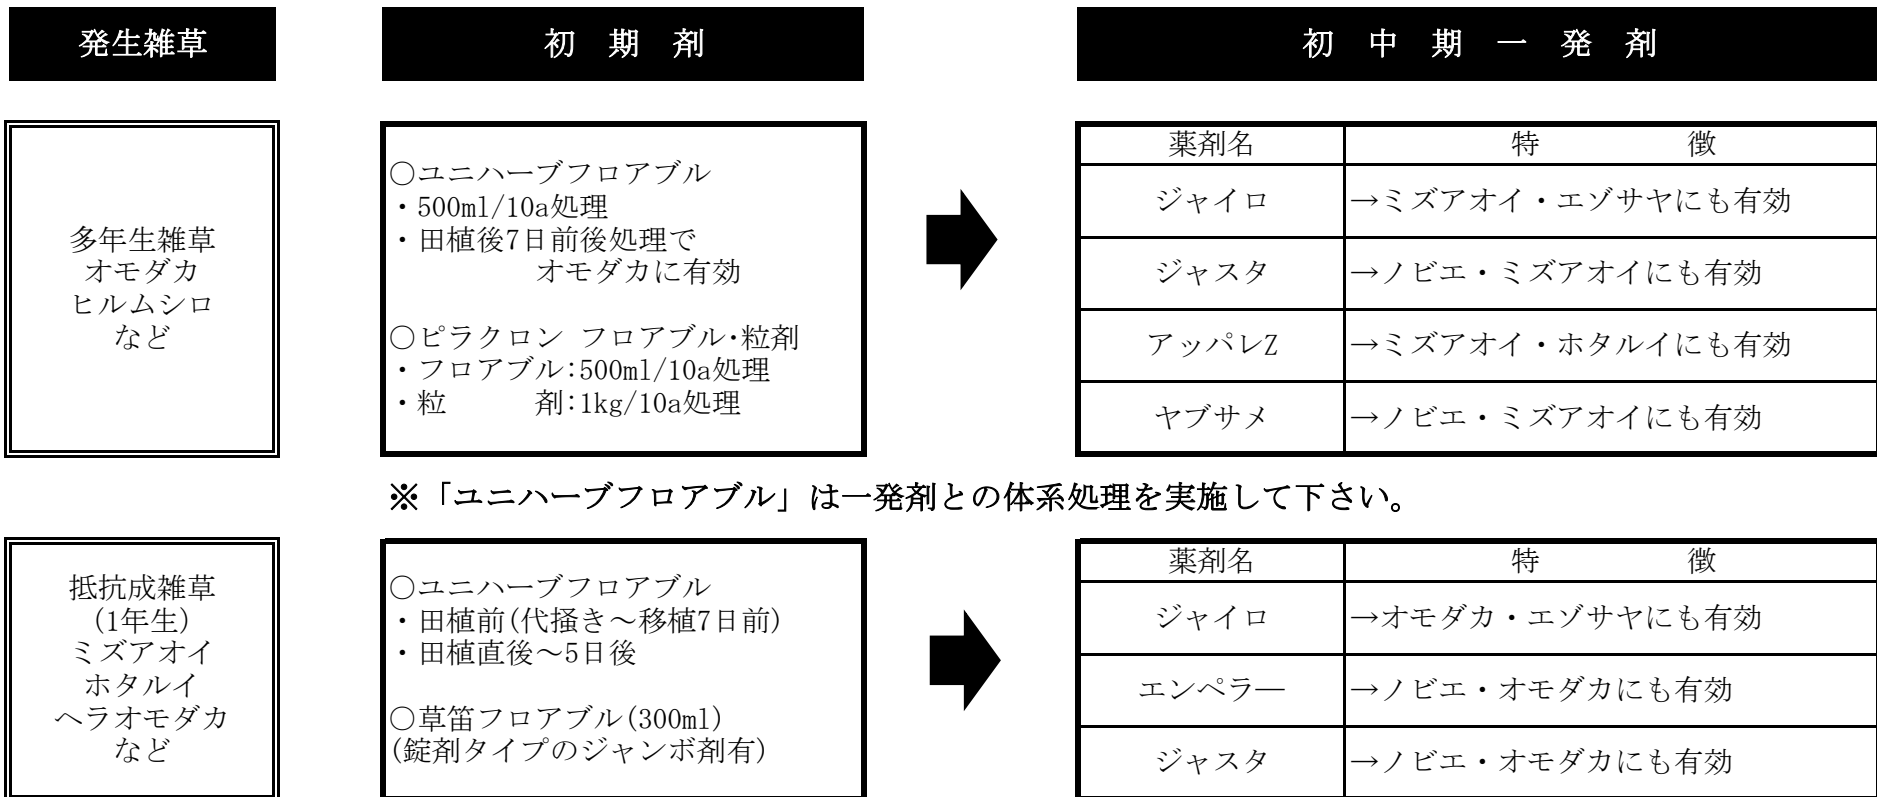 発生雑草
初　期　剤
初　中　期　一　発　剤
多年生雑草
オモダカ
ヒルムシロ
など
○ユニハーブフロアブル
・500ml/10a処理
・田植後7日前後処理で
オモダカに有効
○ピラクロン フロアブル・粒剤
・フロアブル:500ml/10a処理
・粒　　　剤:1kg/10a処理
薬剤名　特　　　　　徴
ジャイロ　→ミズアオイ・エゾサヤにも有効
ジャスタ　→ノビエ・ミズアオイにも有効
アッパレZ　→ミズアオイ・ホタルイにも有効
ヤブサメ　→ノビエ・ミズアオイにも有効
※「ユニハーブフロアブル」は一発剤との体系処理を実施して下さい。
抵抗成雑草
(1年生)
ミズアオイ
ホタルイ
ヘラオモダカ
など
○ユニハーブフロアブル
・田植前(代掻き～移植7日前)
・田植直後～5日後
○草笛フロアブル(300ml)
(錠剤タイプのジャンボ剤有)
薬剤名　特　　　　　徴
ジャイロ　→オモダカ・エゾサヤにも有効
エンペラ―　→ノビエ・オモダカにも有効
ジャスタ　→ノビエ・オモダカにも有効